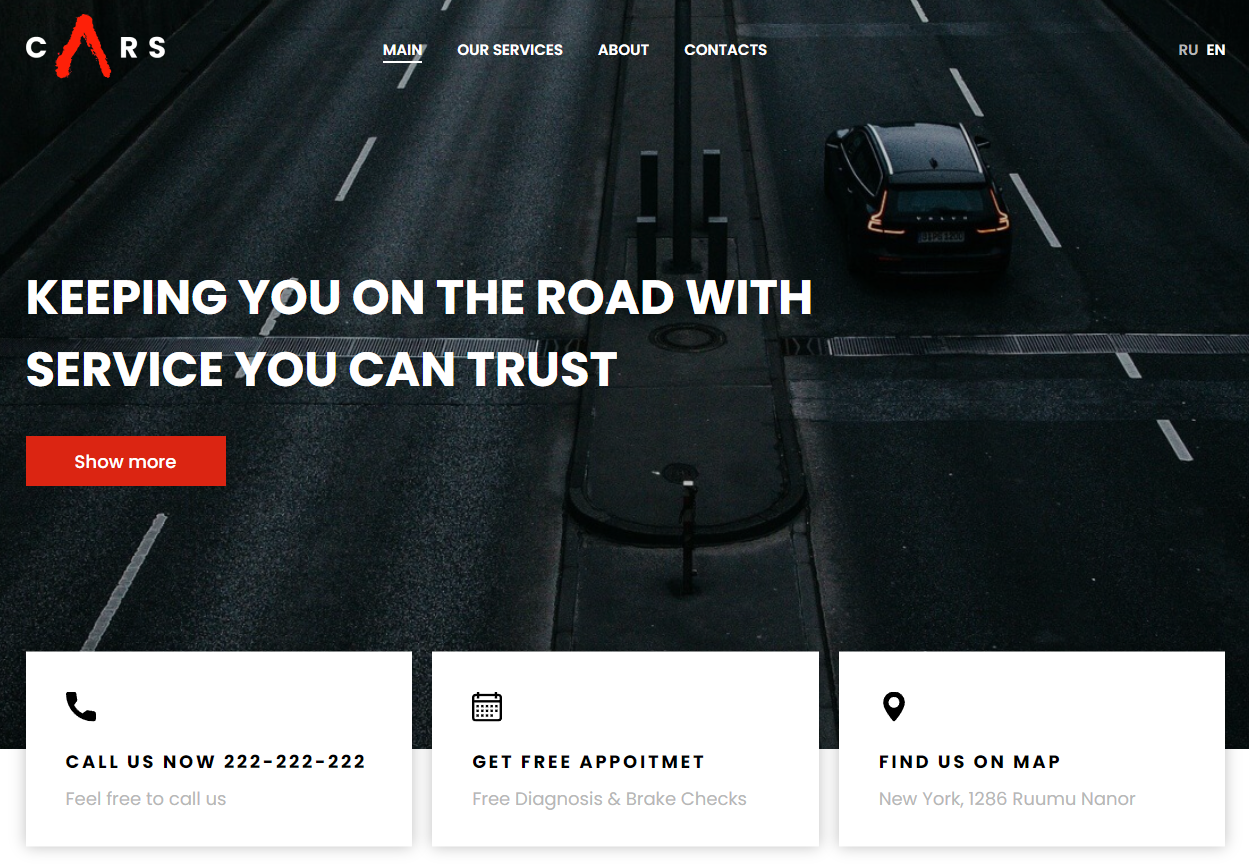 CARS
MAIN OUR SERVICES ABOUT CONTACTS
RU EN
VOLVO
KEEPING YOU ON THE ROAD WITH
SERVICE YOU CAN TRUST
Show more
CALL US NOW 222-222-222
Feel free to call us
GET FREE APPOITMET
Free Diagnosis & Brake Checks
FIND US ON MAP
New York, 1286 Ruumu Nanor